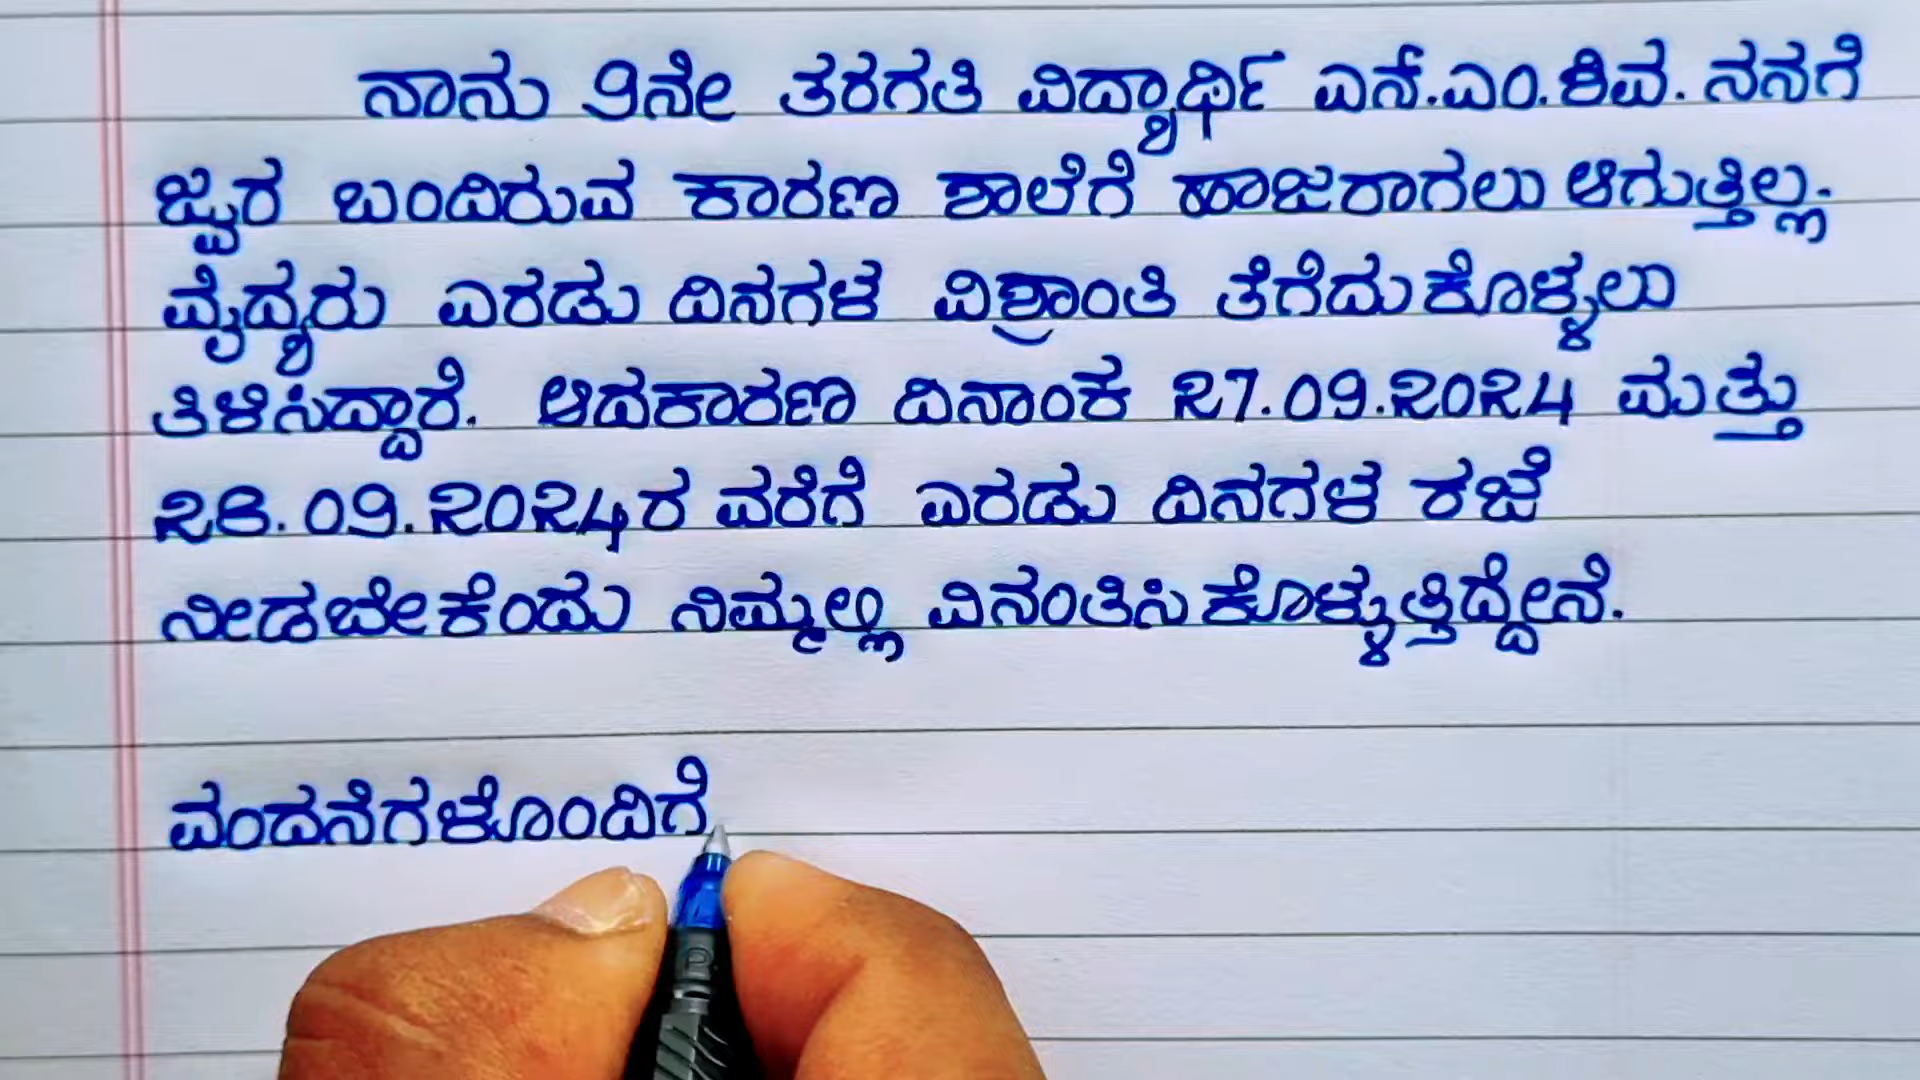 ನಾನು 9ನೇ ತರಗತಿ ವಿದ್ಯಾರ್ಥಿ ಎನ್.ಎಂ.ಶಿವ. ನನಗೆ
ಜ್ವರ ಬಂದಿರುವ ಕಾರಣ ಶಾಲೆಗೆ ಹಾಜರಾಗಲು ಆಗುತ್ತಿಲ್ಲ.
ವೈದ್ಯರು ಎರಡು ದಿನಗಳ ವಿಶ್ರಾಂತಿ ತೆಗೆದುಕೊಳ್ಳಲು
ತಿಳಿಸಿದ್ದಾರೆ. ಆದಕಾರಣ ದಿನಾಂಕ 27.09.2024 ಮತ್ತು
28.09.2024ರ ವರೆಗೆ ಎರಡು ದಿನಗಳ ರಜೆ
ನೀಡಬೇಕೆಂದು ನಿಮ್ಮಲ್ಲಿ ವಿನಂತಿಸಿಕೊಳ್ಳುತ್ತಿದ್ದೇನೆ.
ವಂದನೆಗಳೊಂದಿಗೆ